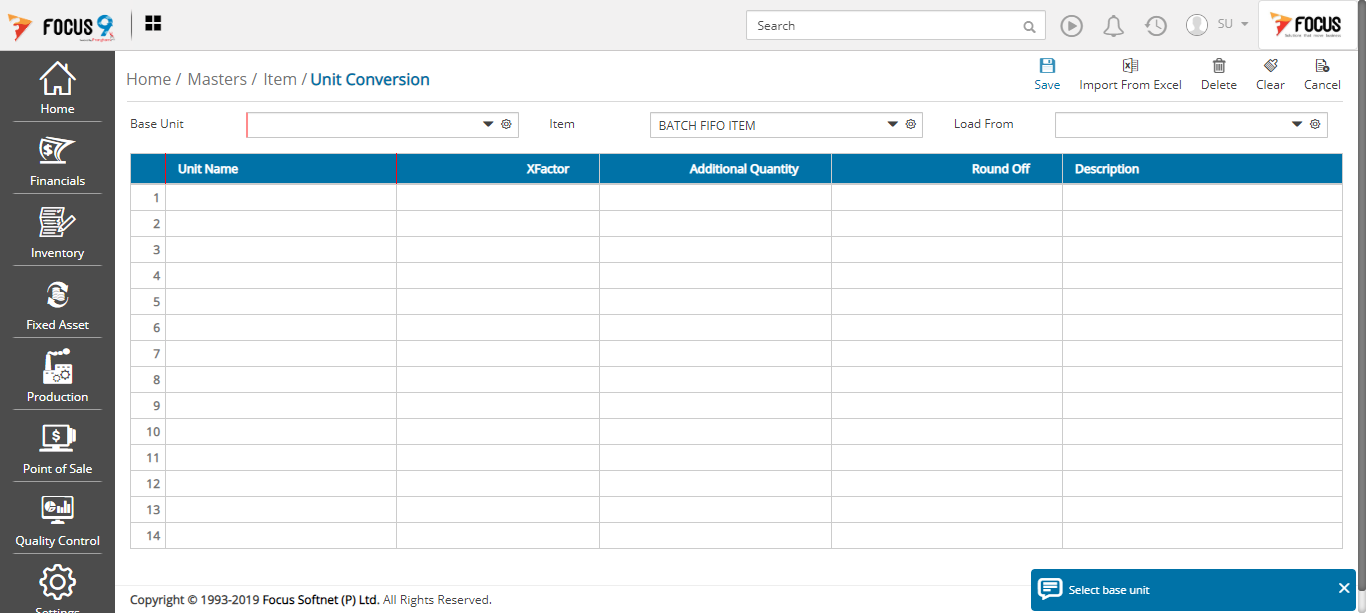 FOCUS 9
Search
SU
FOCUS
Home
Financials
Inventory
Fixed Asset
Production
Point of Sale
Quality Control
Settings
Home / Masters / Item / Unit Conversion
Save Import From Excel Delete Clear Cancel
Base Unit Item BATCH FIFO ITEM Load From
Unit Name XFactor Additional Quantity Round Off Description
1
2
3
4
5
6
7
8
9
10
11
12
13
14
Copyright © 1993-2019 Focus Softnet (P) Ltd. All Rights Reserved.
Select base unit